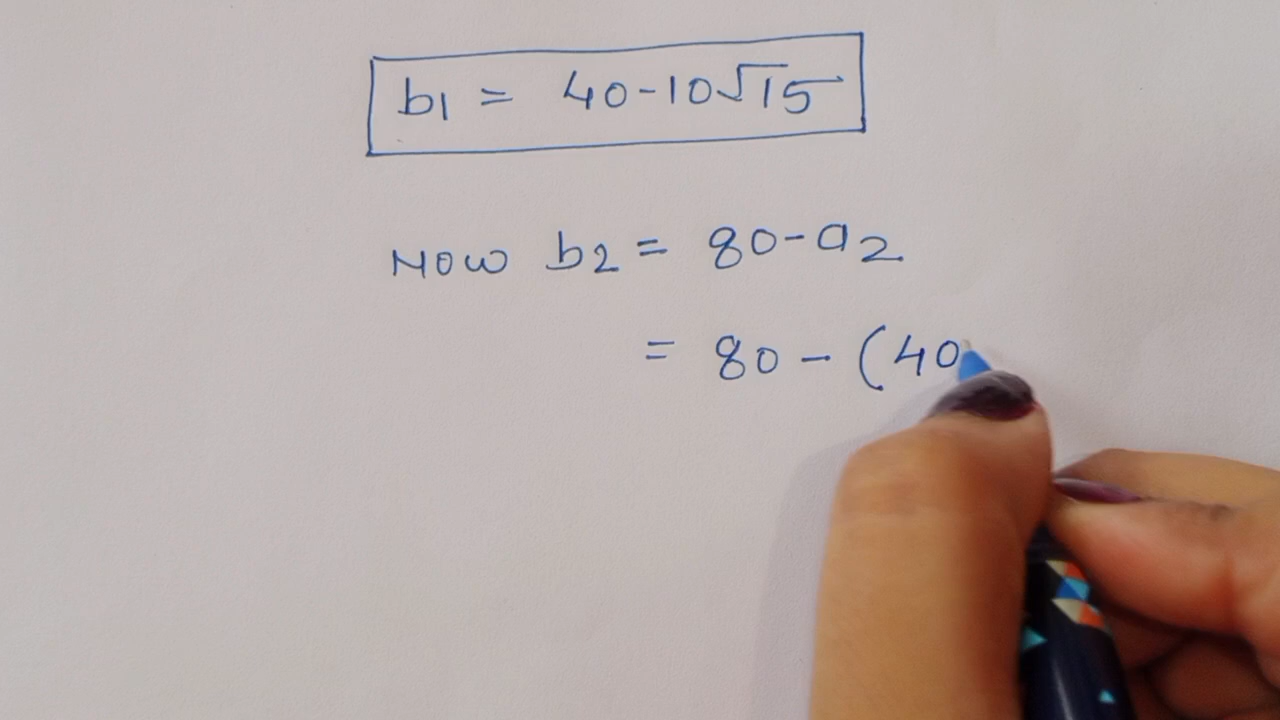 b1 = 40-10√15
Now b2 = 80-a2
= 80 - (40